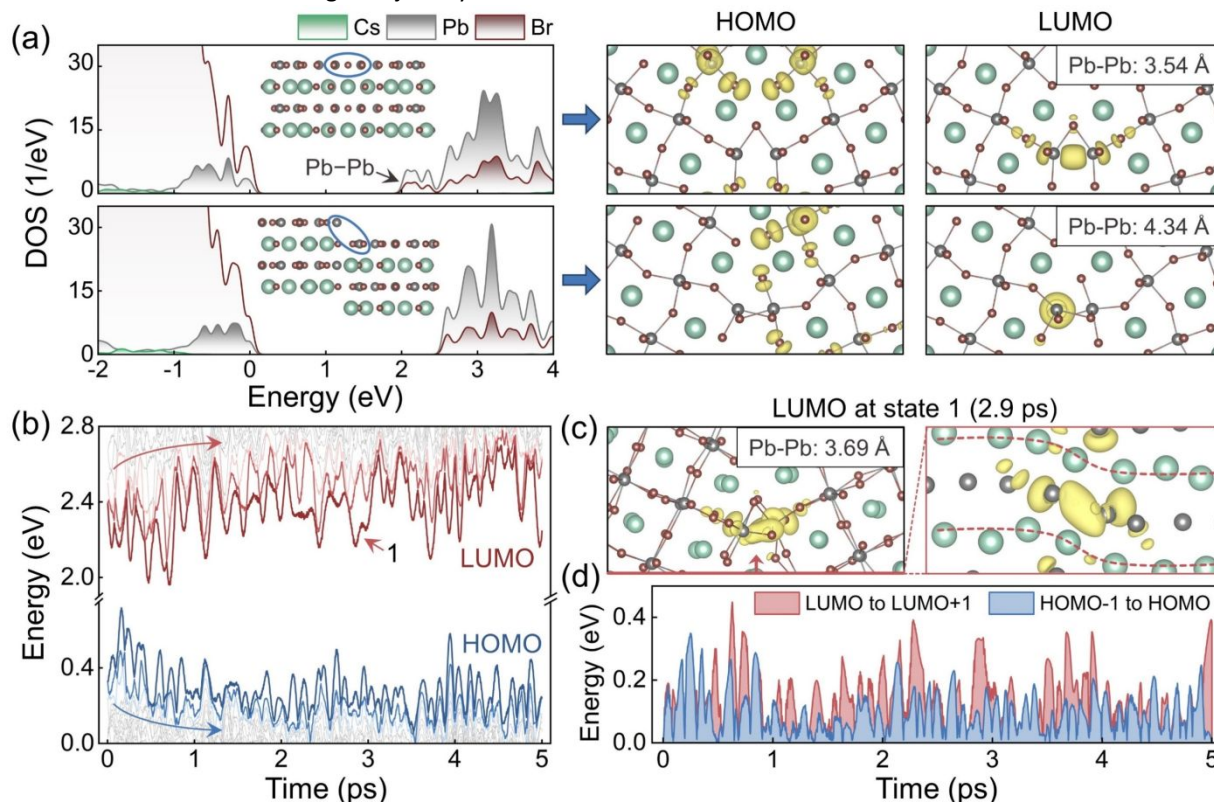 (a)
Cs Pb Br
HOMO
LUMO
30
15
0
Pb–Pb
Pb-Pb: 3.54 Å
DOS (1/eV)
30
15
0
Pb-Pb: 4.34 Å
-2 -1 0 1 2 3 4
Energy (eV)
(b)
2.8
2.4
2.0
0.4
0.0
Energy (eV)
1
LUMO
HOMO
0 1 2 3 4 5
Time (ps)
(c)
LUMO at state 1 (2.9 ps)
Pb-Pb: 3.69 Å
(d)
LUMO to LUMO+1 HOMO-1 to HOMO
0.4
0.2
0.0
Energy (eV)
0 1 2 3 4 5
Time (ps)